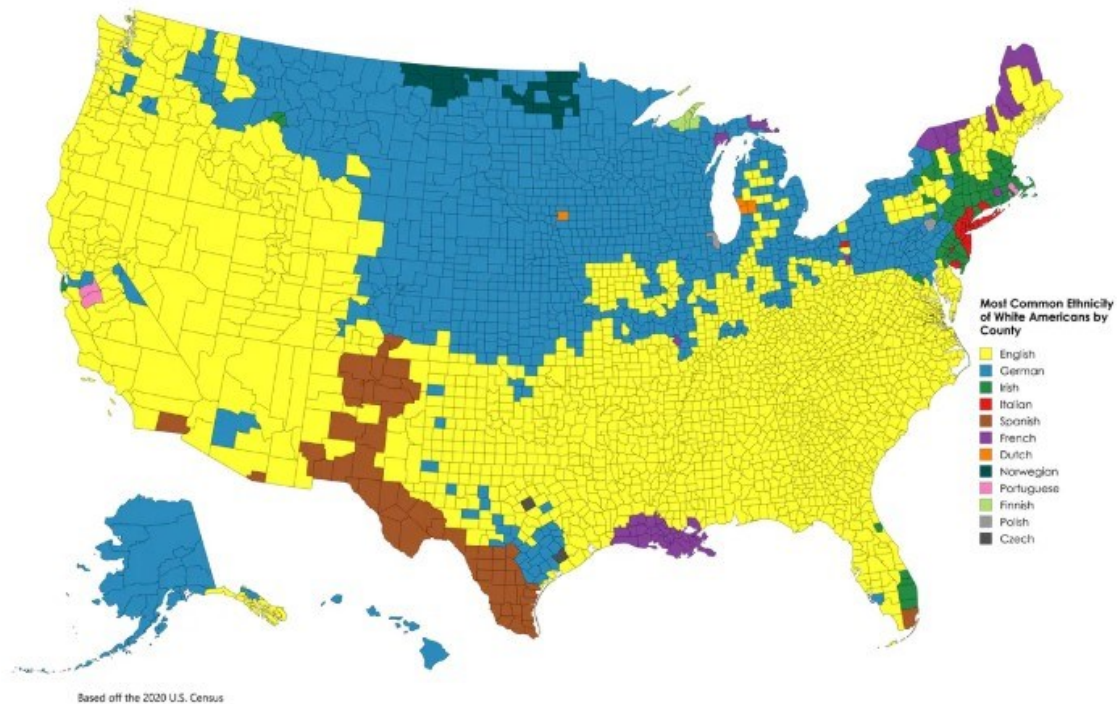 Most Common Ethnicity
of White Americans by
County
English
German
Irish
Italian
Spanish
French
Dutch
Norwegian
Portuguese
Finnish
Polish
Czech
Based off the 2020 U.S. Census